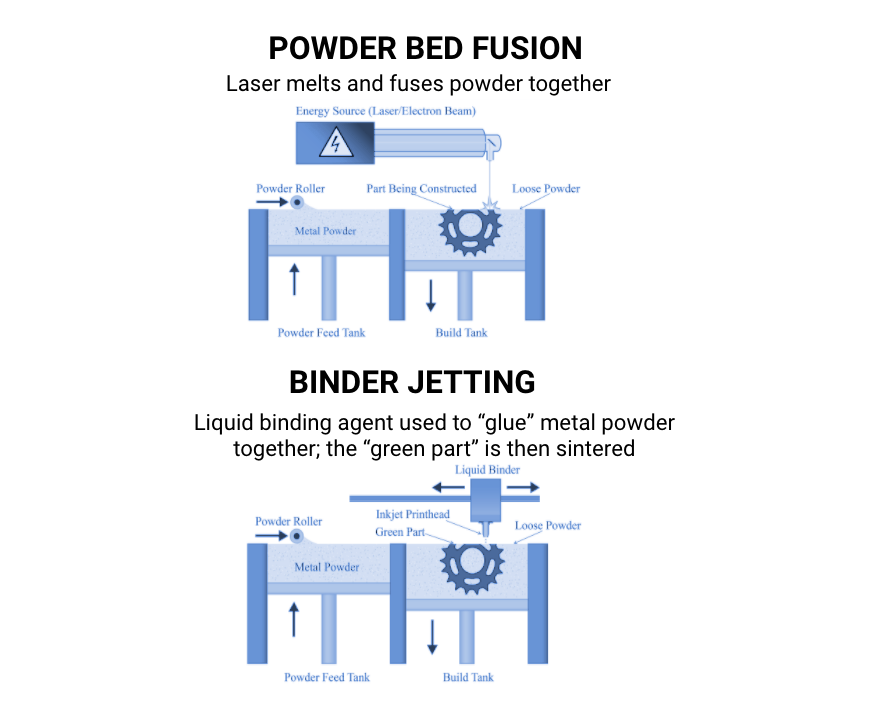 POWDER BED FUSION
Laser melts and fuses powder together
Energy Source (Laser/Electron Beam)
Powder Roller
Part Being Constructed
Loose Powder
Metal Powder
Powder Feed Tank
Build Tank
BINDER JETTING
Liquid binding agent used to “glue” metal powder
together; the “green part” is then sintered
Liquid Binder
Inkjet Printhead
Powder Roller
Green Part
Loose Powder
Metal Powder
Powder Feed Tank
Build Tank